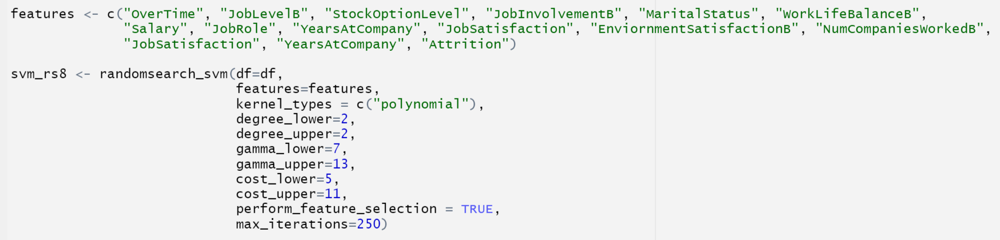 features <- c("OverTime", "JobLevelB", "StockOptionLevel", "JobInvolvementB", "MaritalStatus", "WorkLifeBalanceB",
"Salary", "JobRole", "YearsAtCompany", "JobSatisfaction", "EnviornmentSatisfactionB", "NumCompaniesWorkedB",
"JobSatisfaction", "YearsAtCompany", "Attrition")
svm_rs8 <- randomsearch_svm(df=df,
features=features,
kernel_types = c("polynomial"),
degree_lower=2,
degree_upper=2,
gamma_lower=7,
gamma_upper=13,
cost_lower=5,
cost_upper=11,
perform_feature_selection = TRUE,
max_iterations=250)